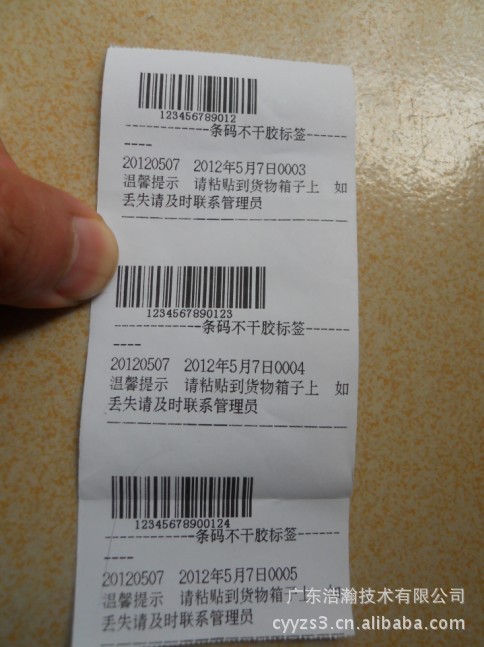 123456789012
-------------条码不干胶标签------
----
20120507 2012年5月7日0003
温馨提示 请粘贴到货物箱子上 如
丢失请及时联系管理员
------------------------------
1234567890123
-------------条码不干胶标签------
----
20120507 2012年5月7日0004
温馨提示 请粘贴到货物箱子上 如
丢失请及时联系管理员
------------------------------
12345678900124
-------------条码不干胶标签------
----
20120507 2012年5月7日0005
温馨提示 请粘贴到货物箱子上 如
丢失请及时联系管理员
------------------------------
广东浩瀚技术有限公司
cyyzs3.cn.alibaba.com